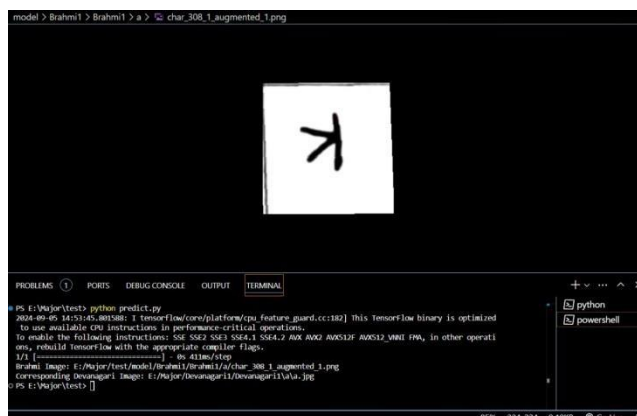 model > Brahmi1 > Brahmi1 > a > char_308_1_augmented_1.png
𑀅
PROBLEMS 1 PORTS DEBUG CONSOLE OUTPUT TERMINAL
PS E:\Major\test> python predict.py
2024-09-05 14:53:45.801588: I tensorflow/core/platform/cpu_feature_guard.cc:182] This TensorFlow binary is optimized
to use available CPU instructions in performance-critical operations.
To enable the following instructions: SSE SSE2 SSE3 SSE4.1 SSE4.2 AVX AVX2 AVX512F AVX512_VNNI FMA, in other operati
ons, rebuild TensorFlow with the appropriate compiler flags.
1/1 [==============================] - 0s 411ms/step
Brahmi Image: E:/Major/test/model/Brahmi1/Brahmi1/a/char_308_1_augmented_1.png
Corresponding Devanagari Image: E:/Major/Devanagari1/Devanagari1\a\a.jpg
PS E:\Major\test>
python
powershell